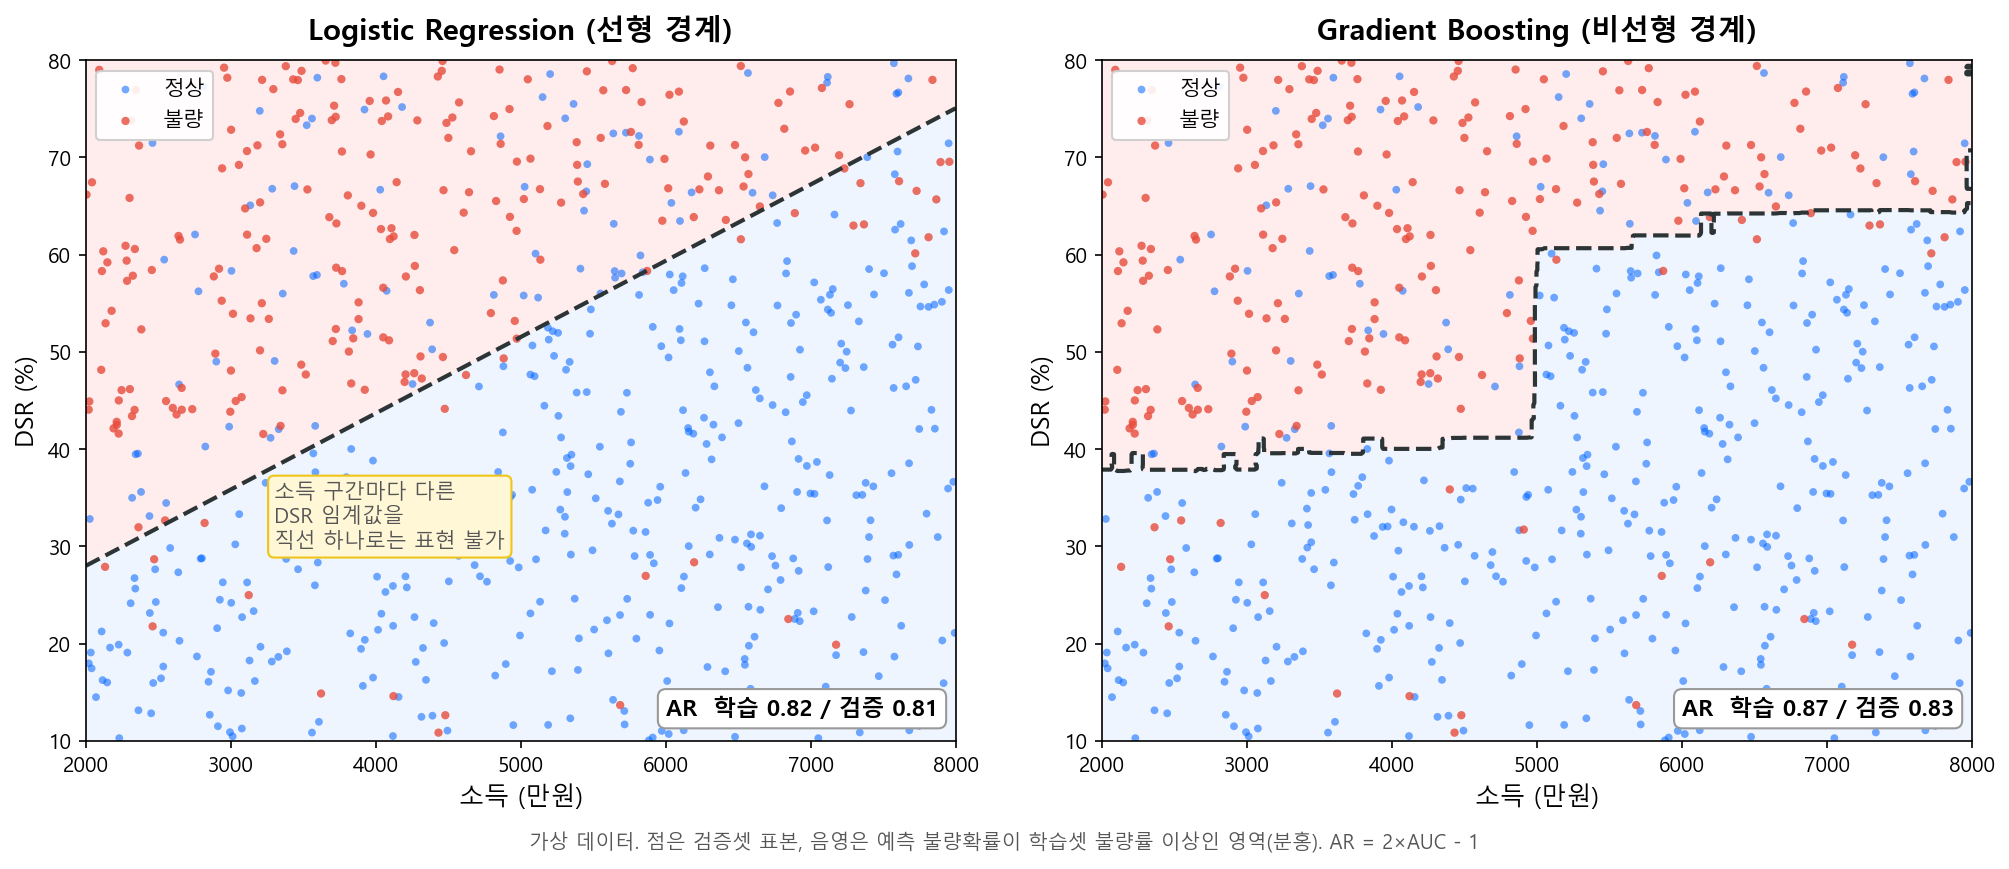 Logistic Regression (선형 경계)
80
70
60
50
40
30
20
10
DSR (%)
정상
불량
소득 구간마다 다른
DSR 임계값을
직선 하나로는 표현 불가
AR 학습 0.82 / 검증 0.81
2000 3000 4000 5000 6000 7000 8000
소득 (만원)
Gradient Boosting (비선형 경계)
80
70
60
50
40
30
20
10
DSR (%)
정상
불량
AR 학습 0.87 / 검증 0.83
2000 3000 4000 5000 6000 7000 8000
소득 (만원)
가상 데이터. 점은 검증셋 표본, 음영은 예측 불량확률이 학습셋 불량률 이상인 영역(분홍). AR = 2×AUC - 1